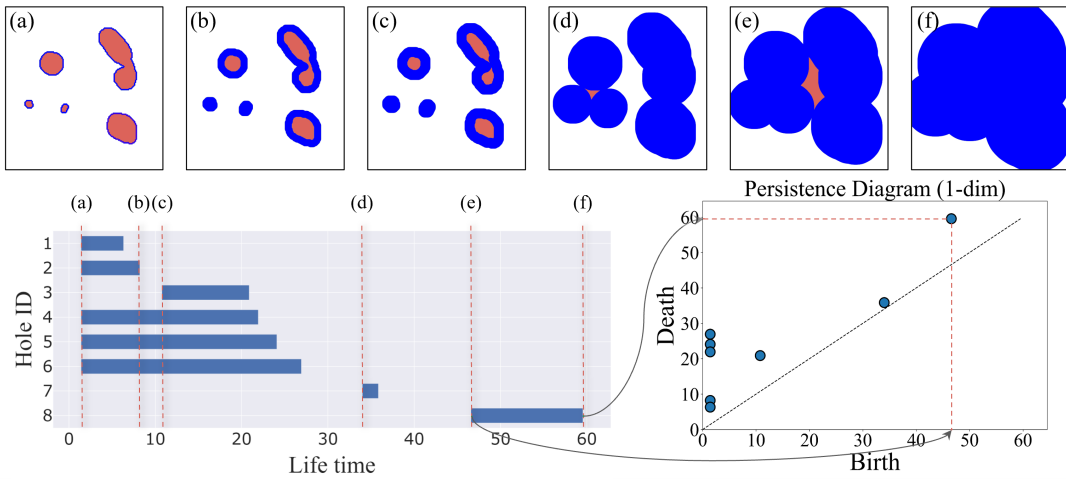 (a) (b) (c) (d) (e) (f)
(a) (b) (c) (d) (e) (f)
Hole ID
1
2
3
4
5
6
7
8
0 10 20 30 40 50 60
Life time
Persistence Diagram (1-dim)
Death
60
50
40
30
20
10
0
0 10 20 30 40 50 60
Birth